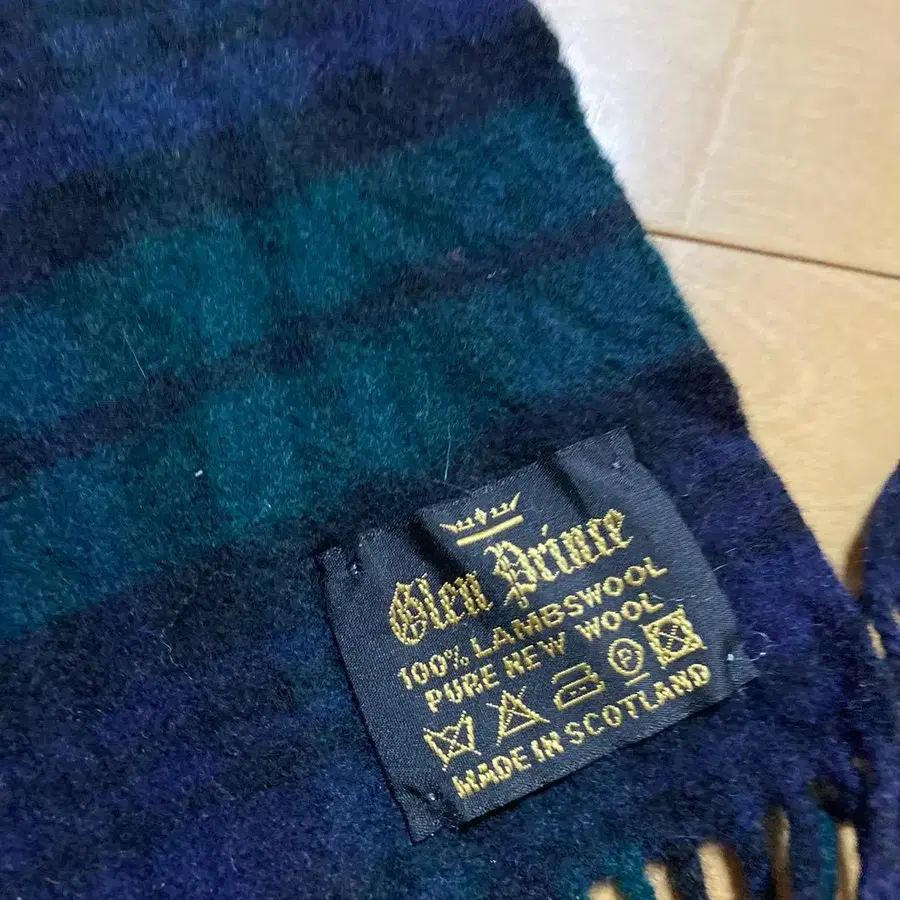 Glen Prince
100% LAMBSWOOL
PURE NEW WOOL
P
MADE IN SCOTLAND